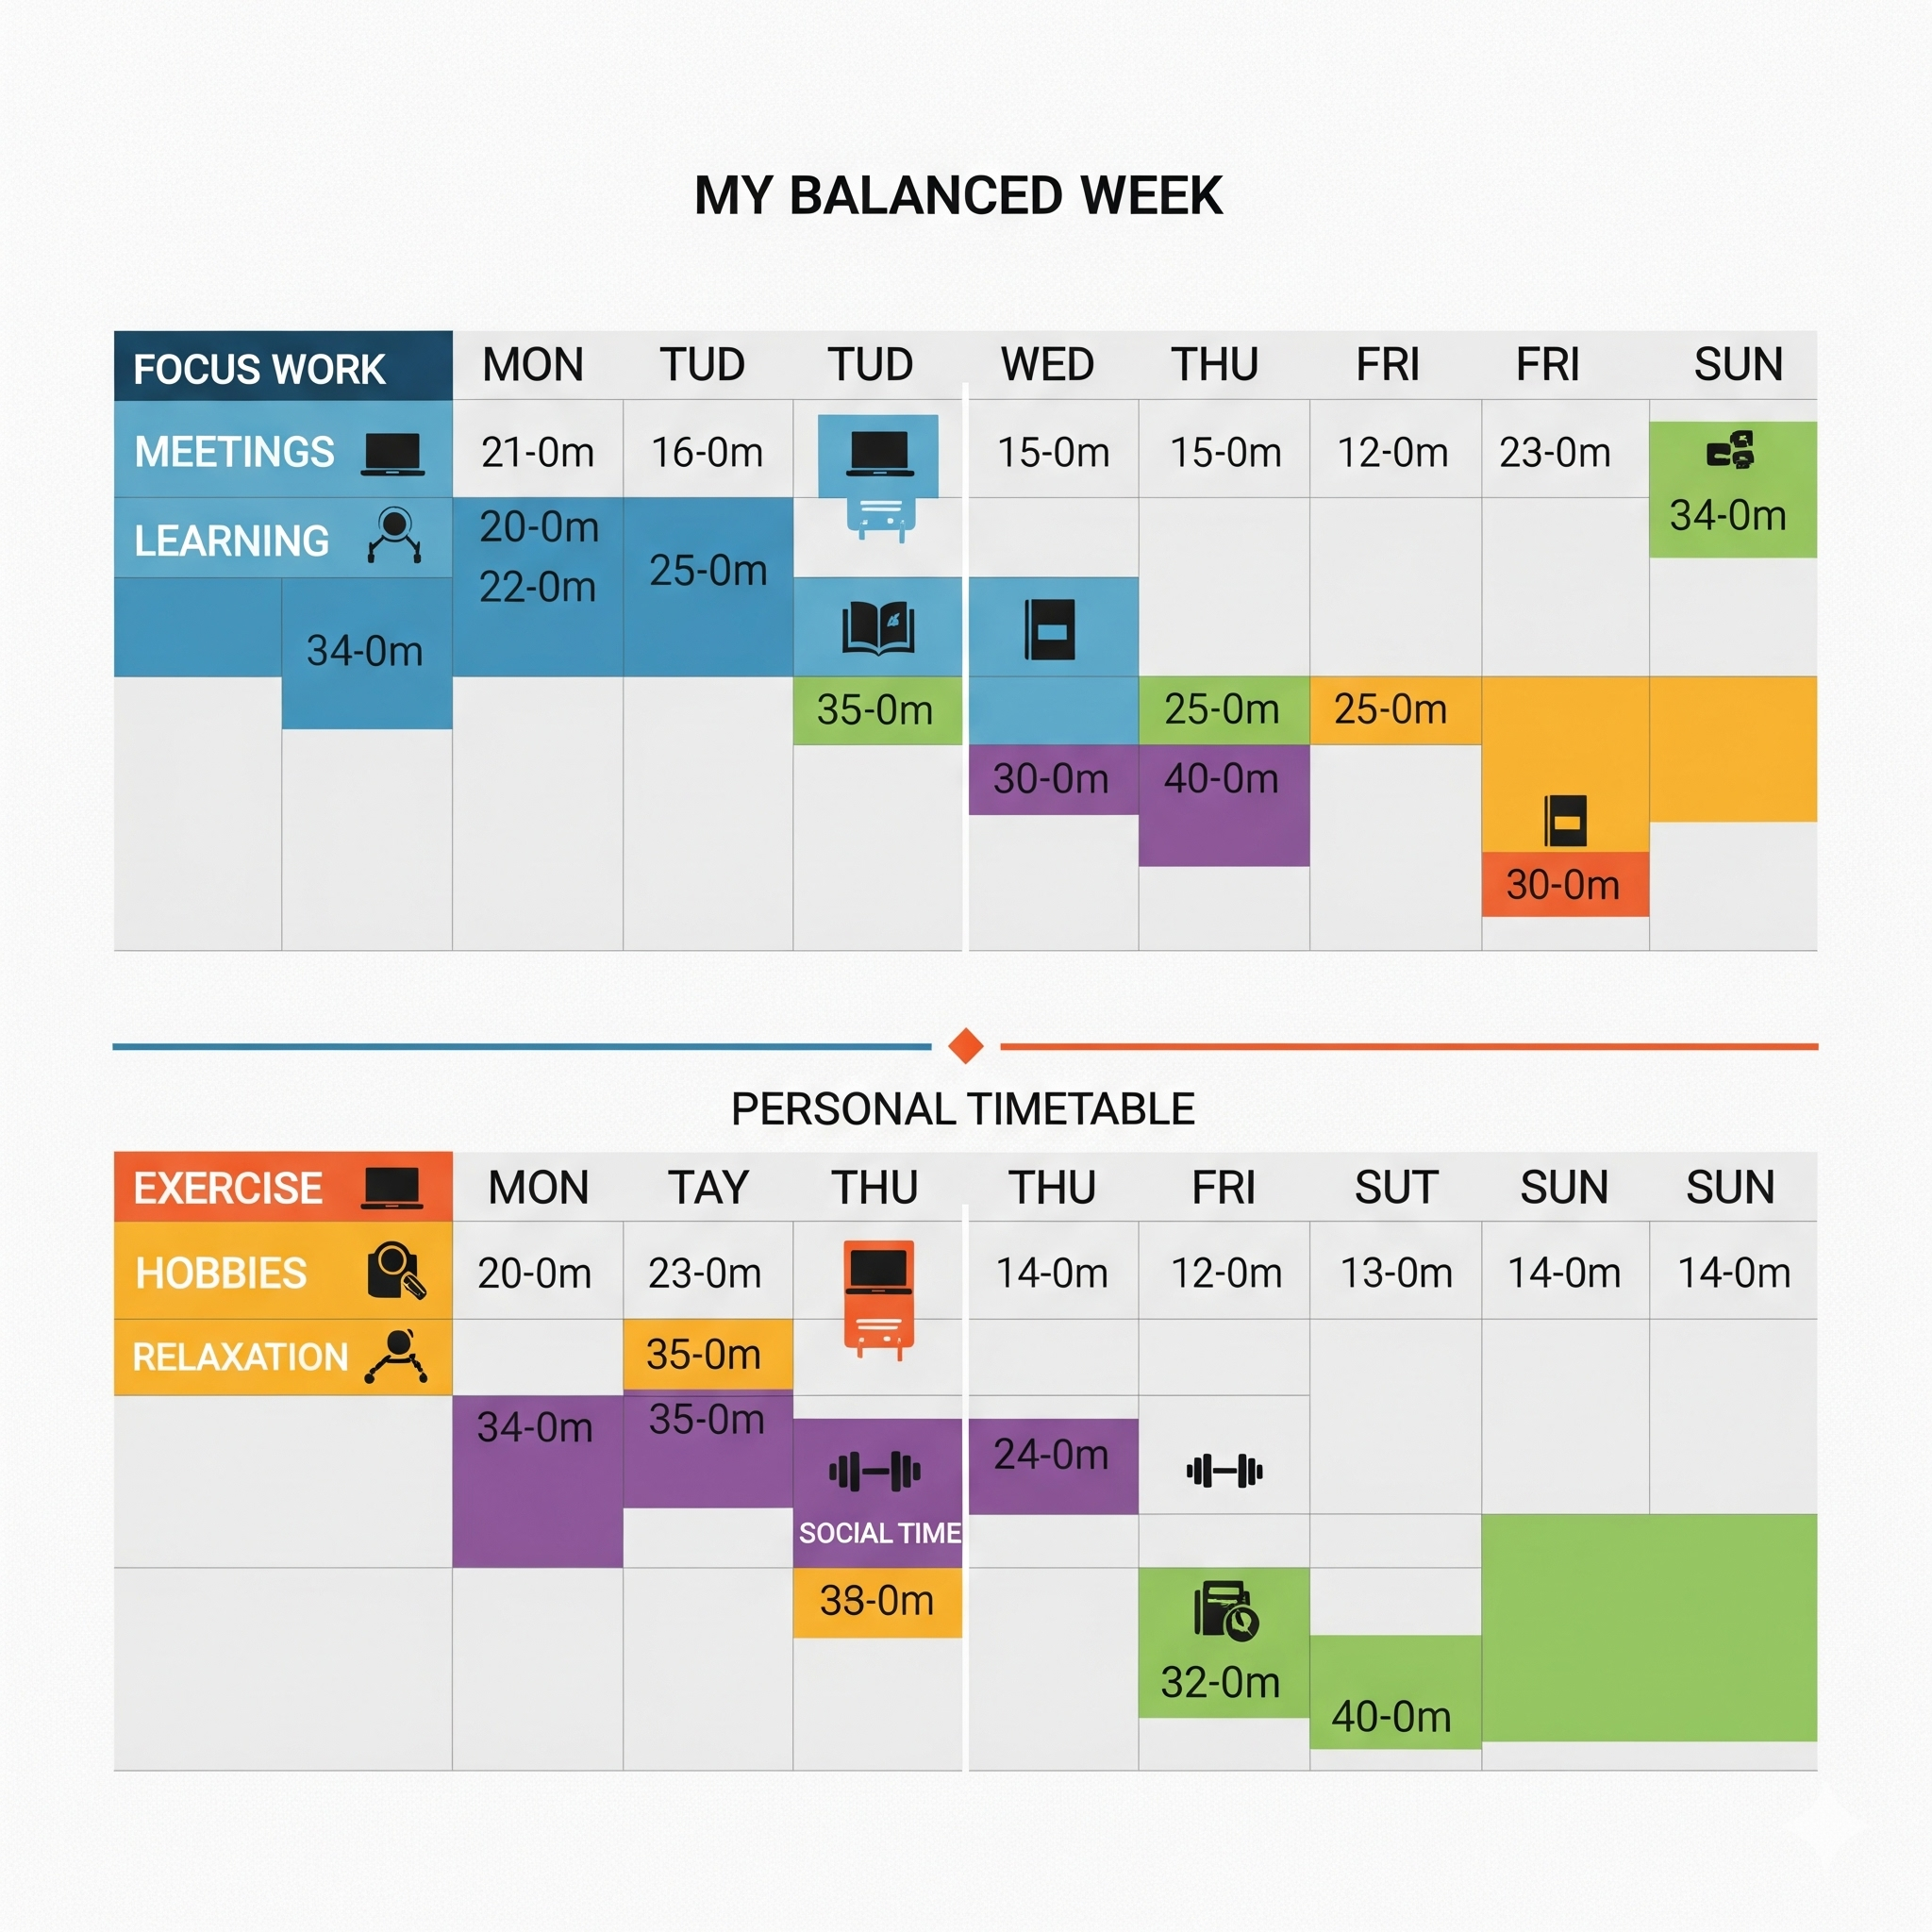 MY BALANCED WEEK
FOCUS WORK MON TUD TUD WED THU FRI FRI SUN
MEETINGS 21-0m 16-0m 15-0m 15-0m 12-0m 23-0m
34-0m
LEARNING 20-0m
25-0m
22-0m
34-0m
35-0m 25-0m 25-0m
30-0m 40-0m
30-0m
PERSONAL TIMETABLE
EXERCISE MON TAY THU THU FRI SUT SUN SUN
HOBBIES 20-0m 23-0m 14-0m 12-0m 13-0m 14-0m 14-0m
RELAXATION 35-0m
34-0m 35-0m
24-0m
SOCIAL TIME
38-0m
32-0m
40-0m